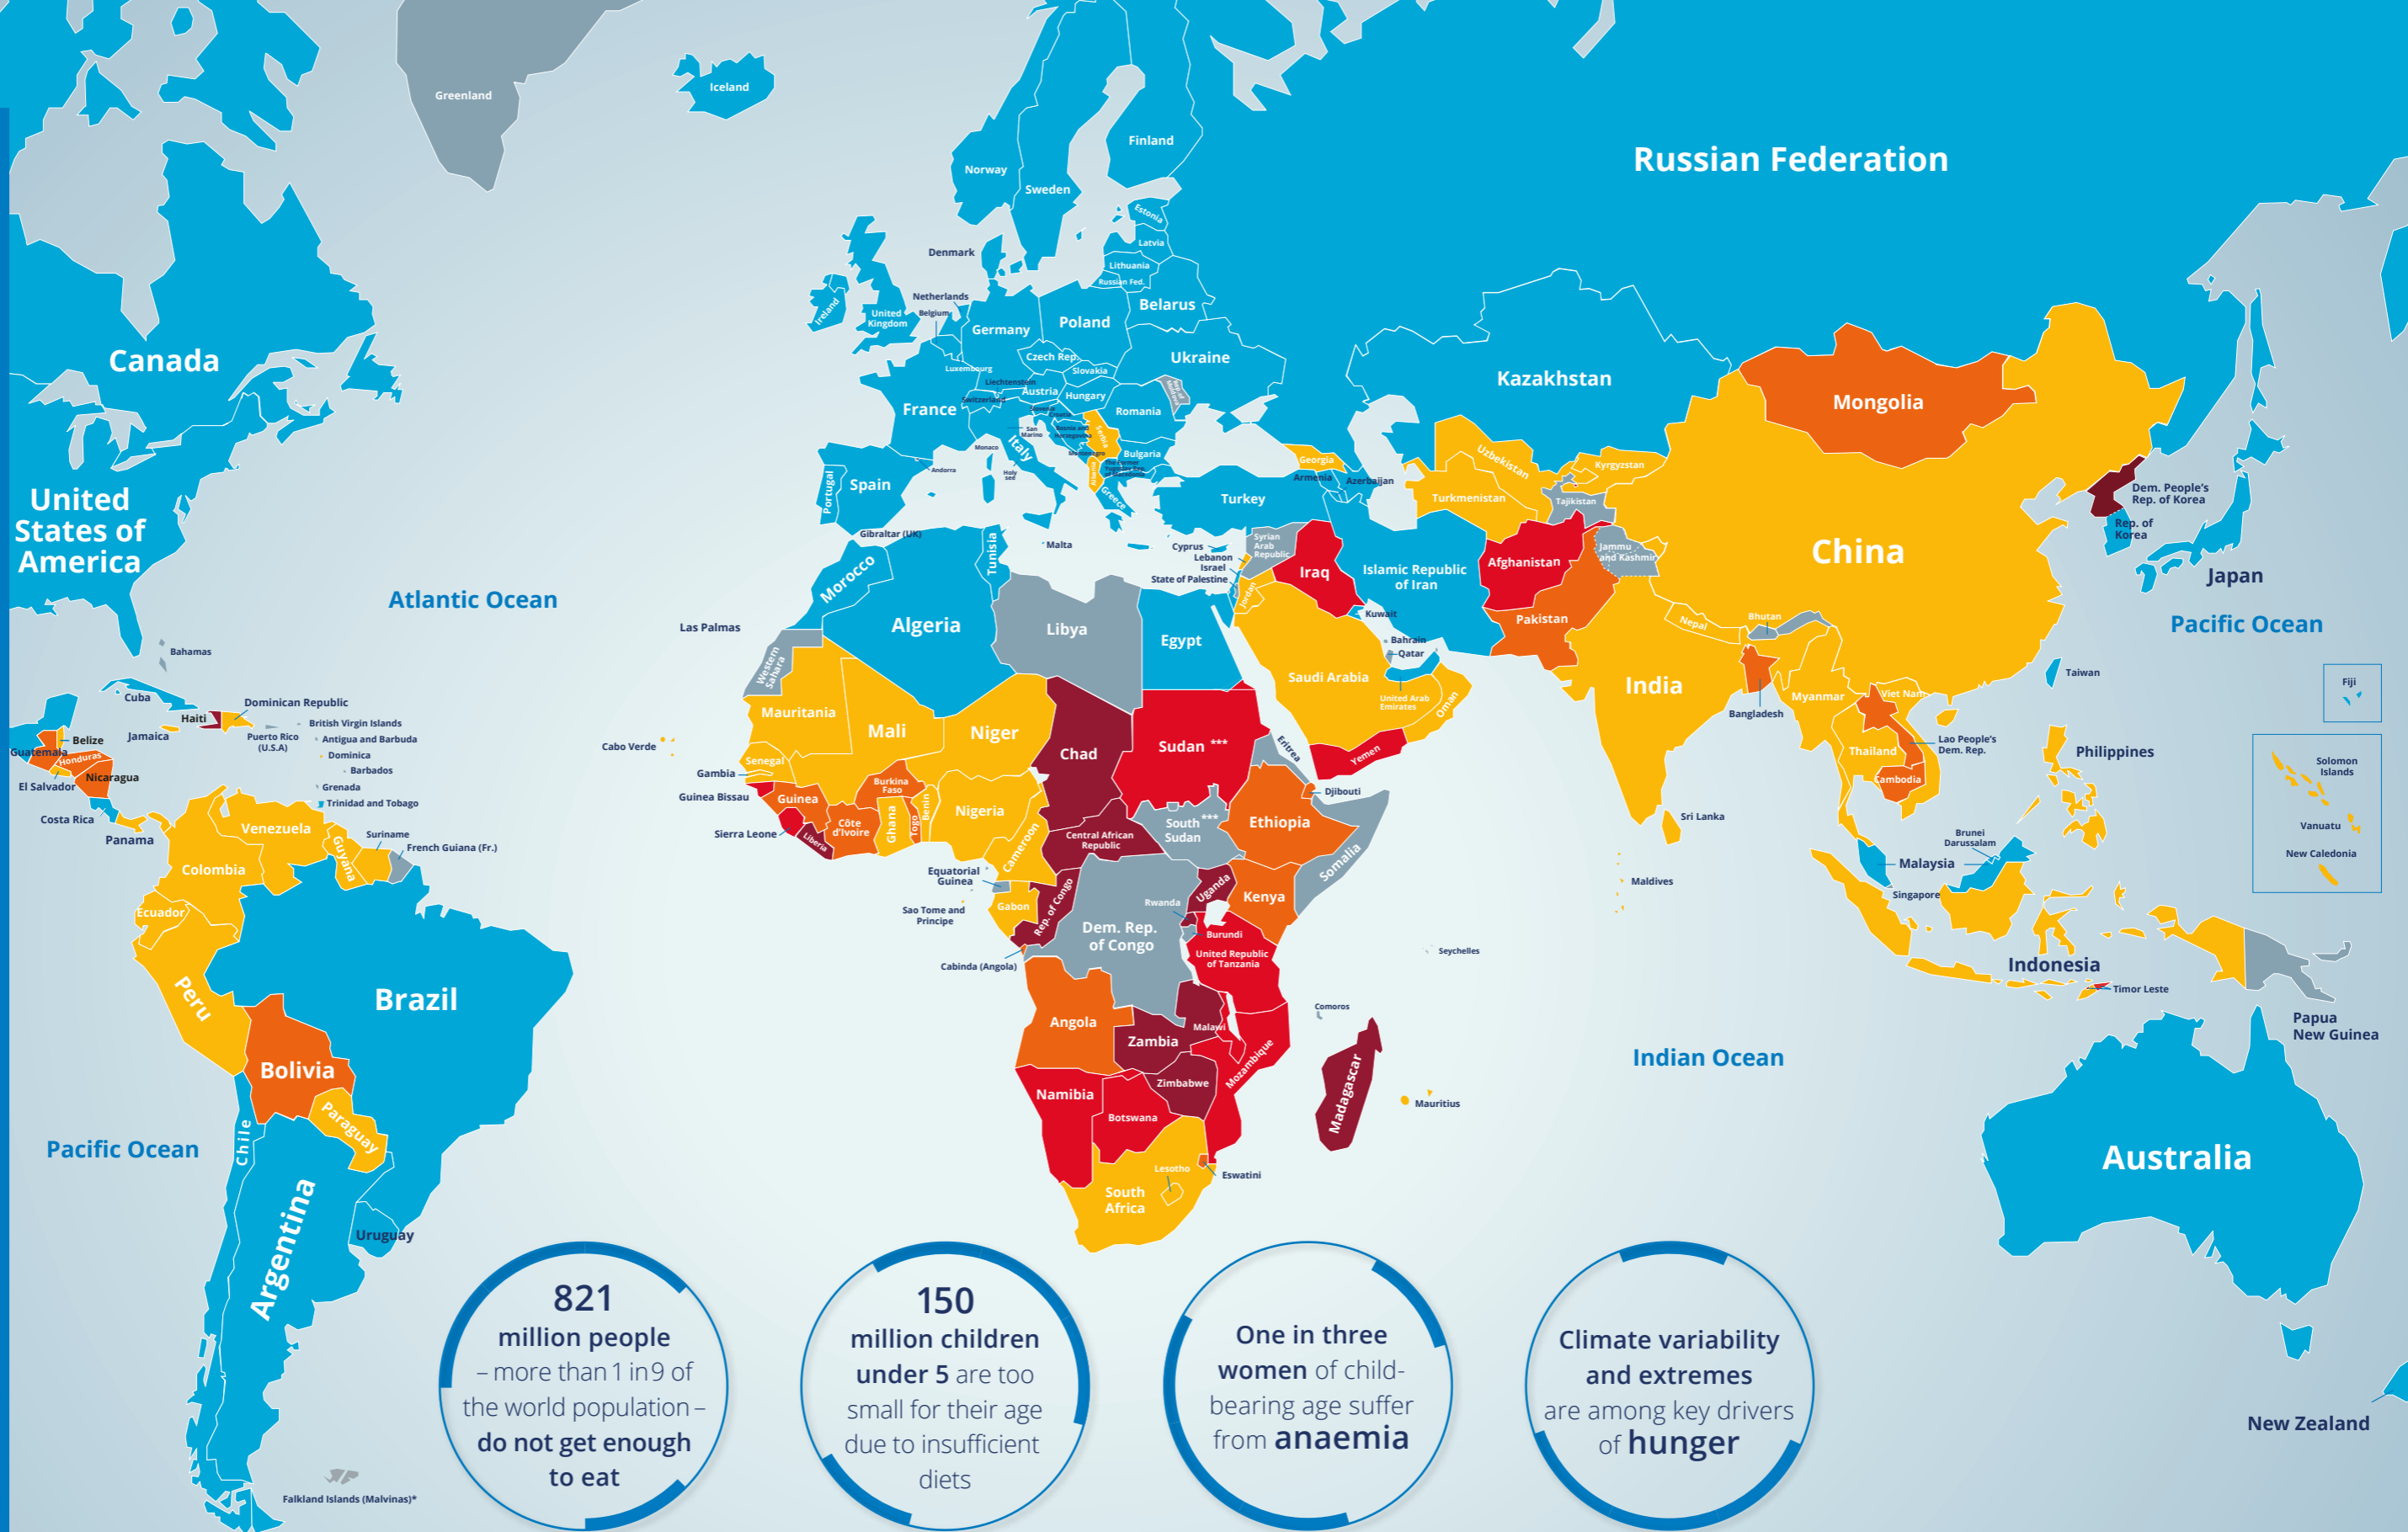 Greenland
Iceland
Norway
Sweden
Finland
Russian Federation
Estonia
Latvia
Lithuania
Russian Fed.
Denmark
Netherlands
Belgium
Ireland
United
Kingdom
Germany
Poland
Belarus
Ukraine
Czech Rep.
Slovakia
Luxembourg
Liechtenstein
Austria
Switzerland
Hungary
Romania
France
Slovenia
Croatia
San
Marino
Bosnia and
Herzegovina
Serbia
Montenegro
Bulgaria
Monaco
Italy
Holy
see
Andorra
Albania
Greece
Portugal
Spain
Gibraltar (UK)
Malta
Turkey
Georgia
Armenia
Azerbaijan
Kazakhstan
Uzbekistan
Kyrgyzstan
Turkmenistan
Tajikistan
Mongolia
China
Dem. People's
Rep. of Korea
Rep. of
Korea
Japan
Pacific Ocean
Canada
United
States of
America
Atlantic Ocean
Las Palmas
Morocco
Tunisia
Algeria
Libya
Egypt
Western
Sahara
Cyprus
Lebanon
Israel
State of Palestine
Syrian
Arab
Republic
Jordan
Iraq
Kuwait
Islamic Republic
of Iran
Afghanistan
Pakistan
Jammu
and Kashmir
Bahrain
Qatar
Saudi Arabia
United Arab
Emirates
Oman
Yemen
India
Nepal
Bhutan
Bangladesh
Myanmar
Viet Nam
Lao People's
Dem. Rep.
Thailand
Cambodia
Taiwan
Philippines
Sri Lanka
Maldives
Brunei
Darussalam
Malaysia
Singapore
Indonesia
Timor Leste
Papua
New Guinea
Fiji
Solomon
Islands
Vanuatu
New Caledonia
Bahamas
Cuba
Dominican Republic
Haiti
Jamaica
Puerto Rico
(U.S.A)
British Virgin Islands
Antigua and Barbuda
Dominica
Barbados
Grenada
Trinidad and Tobago
Belize
Guatemala
Honduras
Nicaragua
El Salvador
Costa Rica
Panama
Venezuela
Suriname
French Guiana (Fr.)
Guyana
Colombia
Ecuador
Peru
Brazil
Bolivia
Paraguay
Chile
Argentina
Uruguay
Pacific Ocean
Falkland Islands (Malvinas)*
Cabo Verde
Mauritania
Mali
Niger
Chad
Sudan ***
Eritrea
Djibouti
Senegal
Gambia
Guinea Bissau
Guinea
Sierra Leone
Liberia
Côte
d'Ivoire
Burkina
Faso
Ghana
Togo
Benin
Nigeria
Cameroon
Central African
Republic
South ***
Sudan
Ethiopia
Somalia
Equatorial
Guinea
Sao Tome and
Principe
Gabon
Rep. of Congo
Dem. Rep.
of Congo
Uganda
Rwanda
Burundi
Kenya
United Republic
of Tanzania
Cabinda (Angola)
Angola
Zambia
Malawi
Mozambique
Zimbabwe
Namibia
Botswana
Lesotho
South
Africa
Eswatini
Madagascar
Comoros
Seychelles
Mauritius
Indian Ocean
Australia
New Zealand
821
million people
– more than 1 in 9 of
the world population –
do not get enough
to eat
150
million children
under 5 are too
small for their age
due to insufficient
diets
One in three
women of child-
bearing age suffer
from anaemia
Climate variability
and extremes
are among key drivers
of hunger